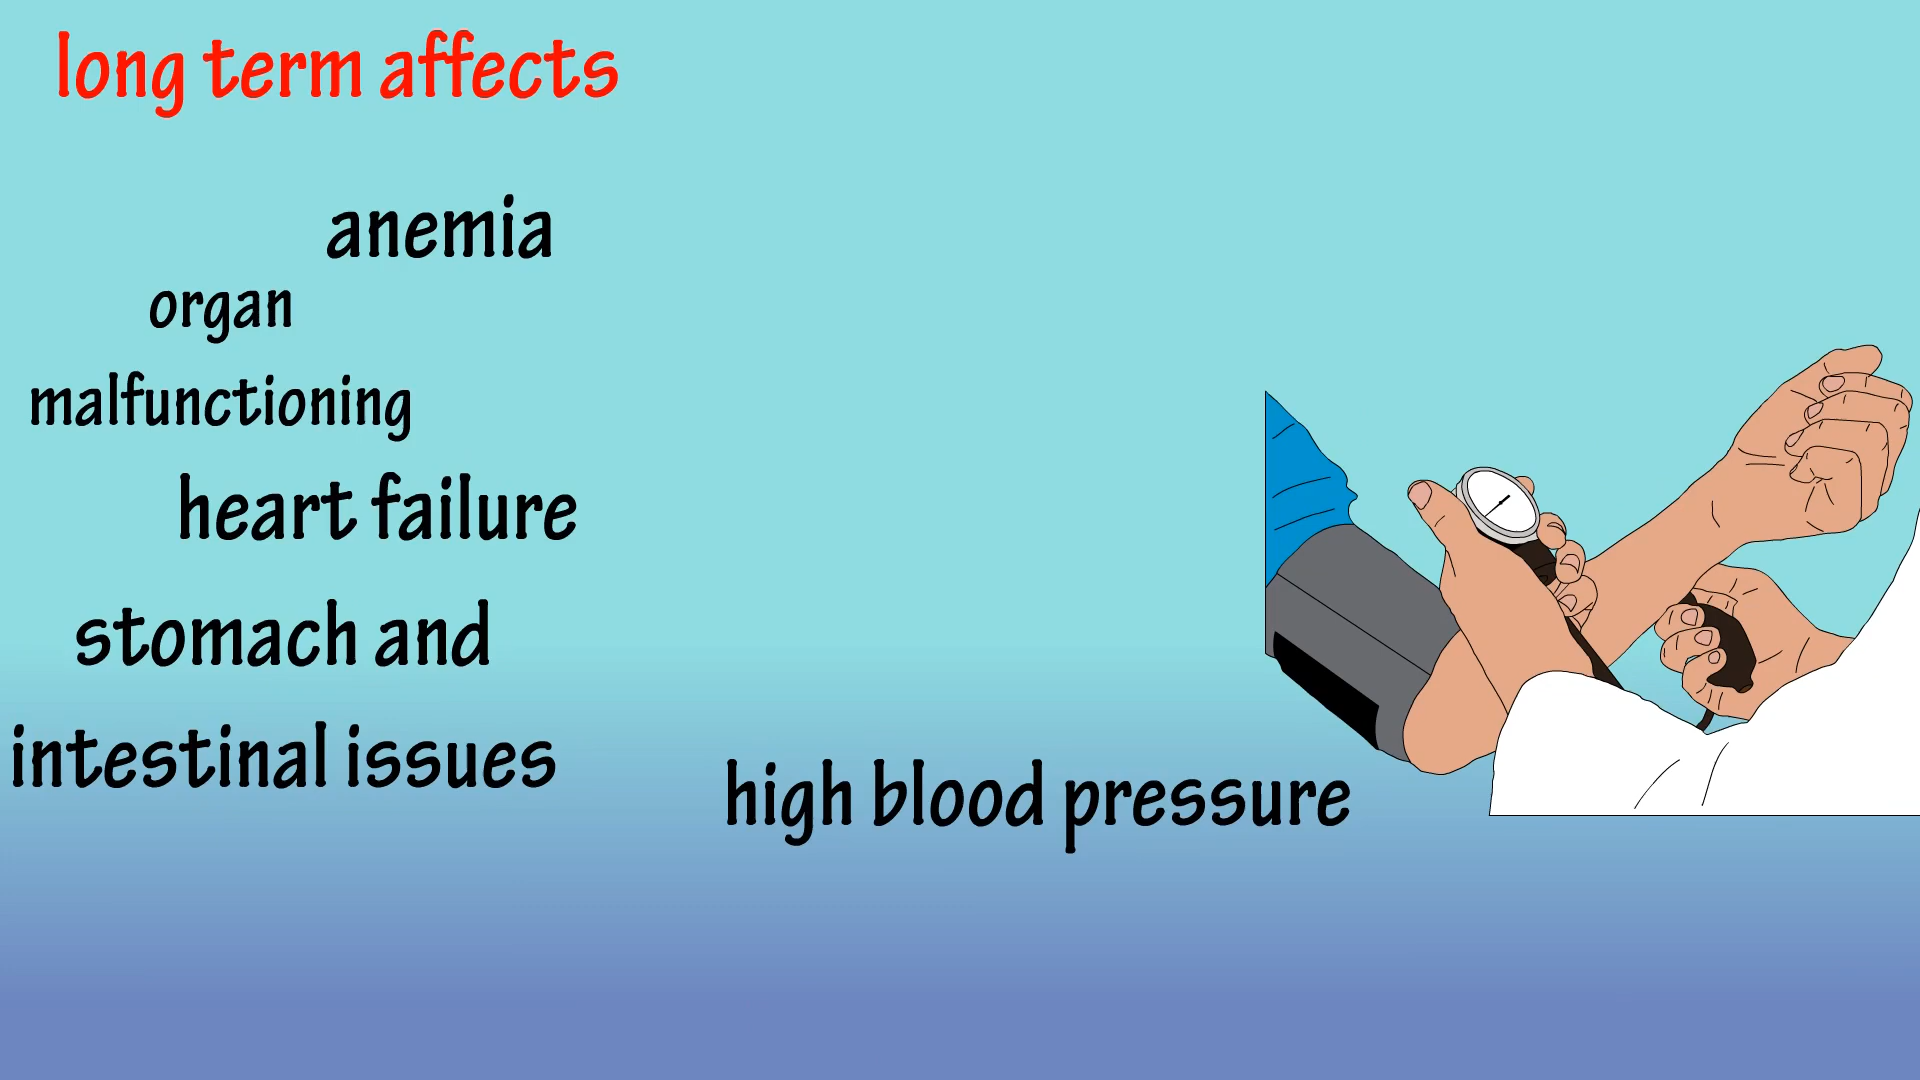 long term affects
anemia
organ
malfunctioning
heart failure
stomach and
intestinal issues
high blood pressure